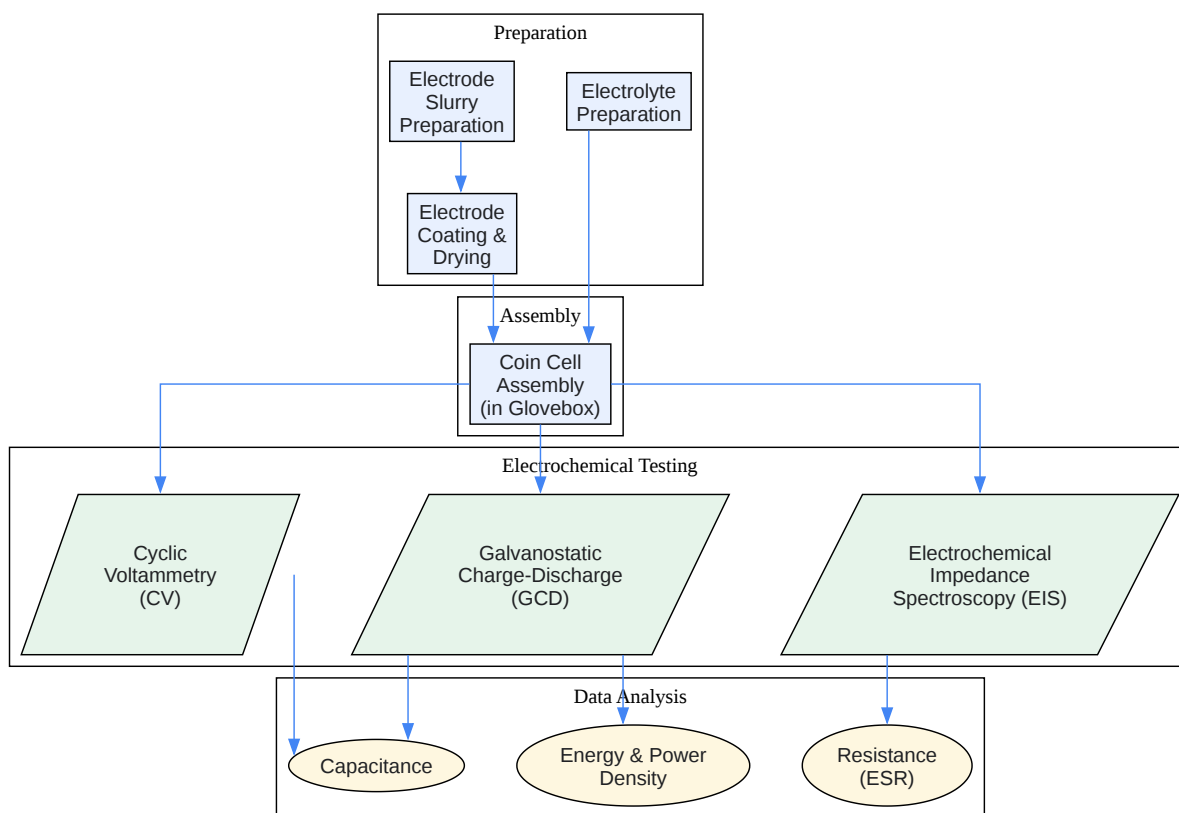 Preparation
Electrode
Slurry
Preparation
Electrolyte
Preparation
Electrode
Coating &
Drying
Assembly
Coin Cell
Assembly
(in Glovebox)
Electrochemical Testing
Cyclic
Voltammetry
(CV)
Galvanostatic
Charge-Discharge
(GCD)
Electrochemical
Impedance
Spectroscopy (EIS)
Data Analysis
Capacitance
Energy & Power
Density
Resistance
(ESR)